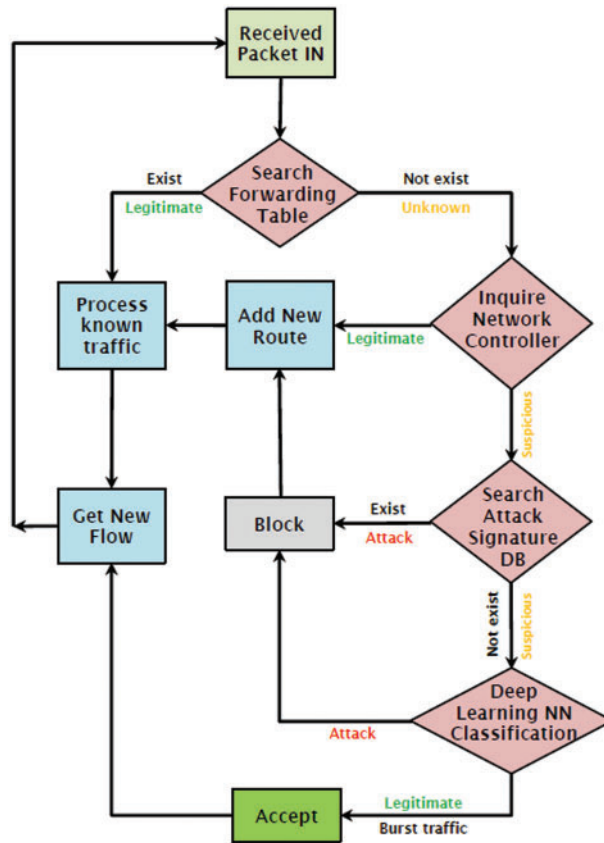 Received
Packet IN
Search
Forwarding
Table
Exist
Legitimate
Not exist
Unknown
Process
known
traffic
Add New
Route
Legitimate
Inquire
Network
Controller
Suspicious
Get New
Flow
Block
Exist
Attack
Search
Attack
Signature
DB
Not exist
Suspicious
Deep
Learning NN
Classification
Attack
Accept
Legitimate
Burst traffic